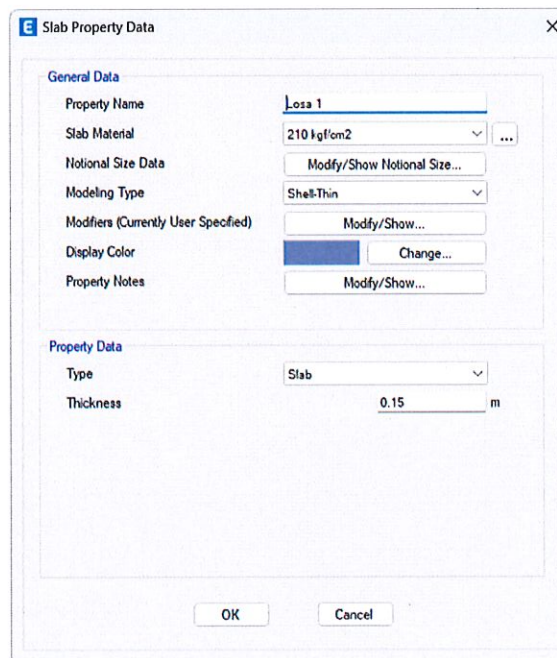 E Slab Property Data
General Data
Property Name Losa 1
Slab Material 210 kgf/cm2 ...
Notional Size Data Modify/Show Notional Size...
Modeling Type Shell-Thin
Modifiers (Currently User Specified) Modify/Show...
Display Color Change...
Property Notes Modify/Show...
Property Data
Type Slab
Thickness 0.15 m
OK Cancel